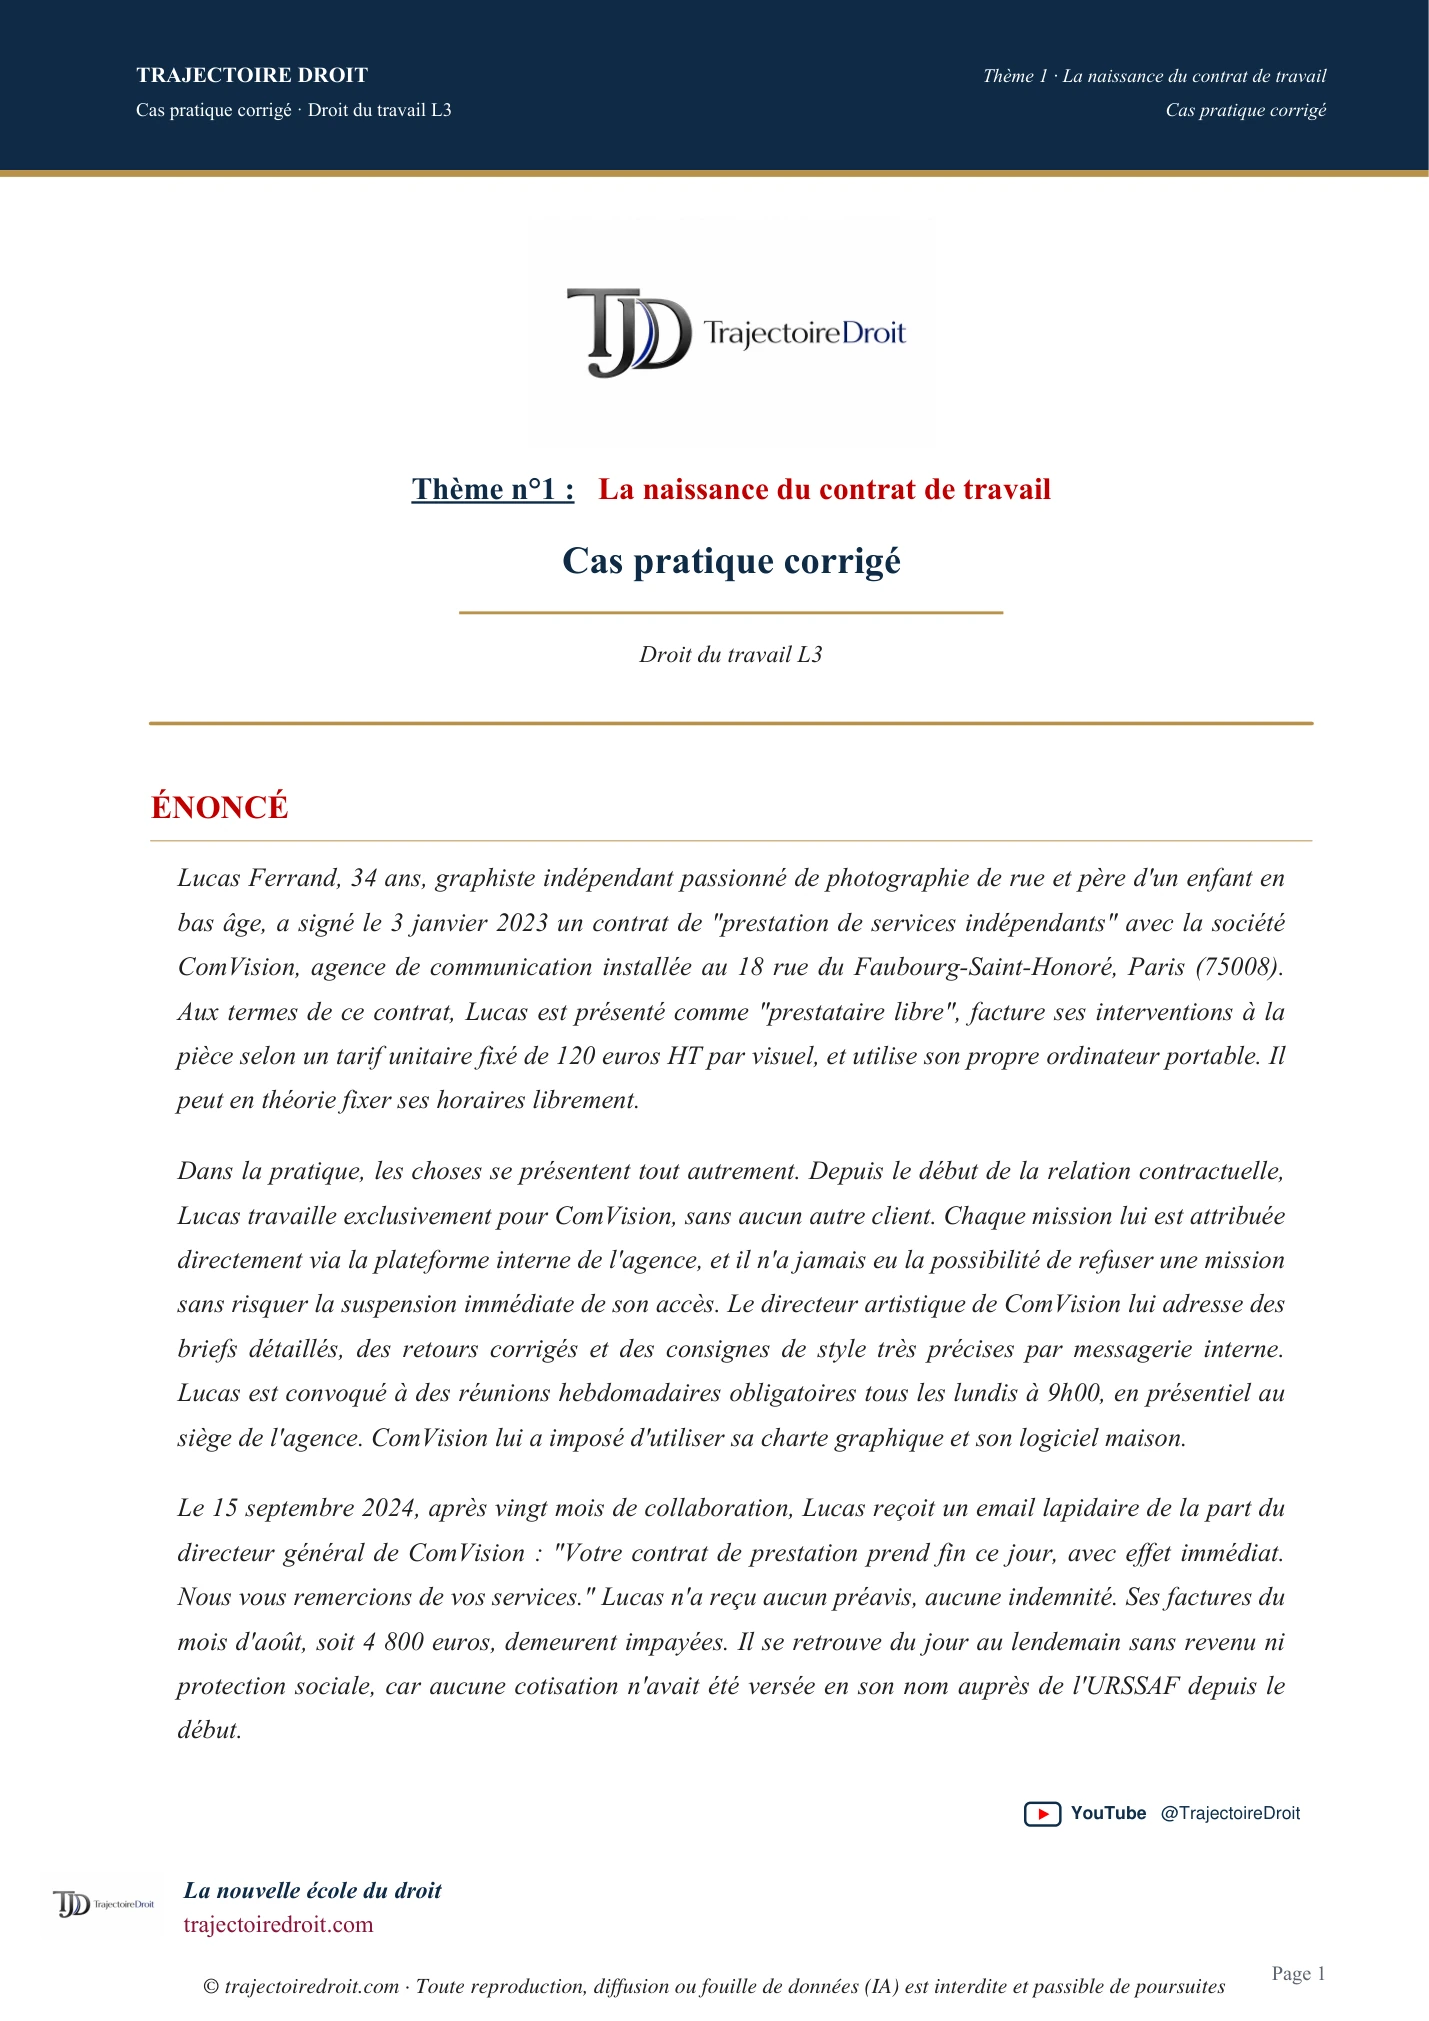 TRAJECTOIRE DROIT
Thème 1 · La naissance du contrat de travail
Cas pratique corrigé · Droit du travail L3
Cas pratique corrigé
TJD TrajectoireDroit
Thème n°1 : La naissance du contrat de travail
Cas pratique corrigé
Droit du travail L3
ÉNONCÉ
Lucas Ferrand, 34 ans, graphiste indépendant passionné de photographie de rue et père d'un enfant en
bas âge, a signé le 3 janvier 2023 un contrat de "prestation de services indépendants" avec la société
ComVision, agence de communication installée au 18 rue du Faubourg-Saint-Honoré, Paris (75008).
Aux termes de ce contrat, Lucas est présenté comme "prestataire libre", facture ses interventions à la
pièce selon un tarif unitaire fixé de 120 euros HT par visuel, et utilise son propre ordinateur portable. Il
peut en théorie fixer ses horaires librement.
Dans la pratique, les choses se présentent tout autrement. Depuis le début de la relation contractuelle,
Lucas travaille exclusivement pour ComVision, sans aucun autre client. Chaque mission lui est attribuée
directement via la plateforme interne de l'agence, et il n'a jamais eu la possibilité de refuser une mission
sans risquer la suspension immédiate de son accès. Le directeur artistique de ComVision lui adresse des
briefs détaillés, des retours corrigés et des consignes de style très précises par messagerie interne.
Lucas est convoqué à des réunions hebdomadaires obligatoires tous les lundis à 9h00, en présentiel au
siège de l'agence. ComVision lui a imposé d'utiliser sa charte graphique et son logiciel maison.
Le 15 septembre 2024, après vingt mois de collaboration, Lucas reçoit un email lapidaire de la part du
directeur général de ComVision : "Votre contrat de prestation prend fin ce jour, avec effet immédiat.
Nous vous remercions de vos services." Lucas n'a reçu aucun préavis, aucune indemnité. Ses factures du
mois d'août, soit 4 800 euros, demeurent impayées. Il se retrouve du jour au lendemain sans revenu ni
protection sociale, car aucune cotisation n'avait été versée en son nom auprès de l'URSSAF depuis le
début.
YouTube @TrajectoireDroit
TJD TrajectoireDroit
La nouvelle école du droit
trajectoiredroit.com
© trajectoiredroit.com · Toute reproduction, diffusion ou fouille de données (IA) est interdite et passible de poursuites
Page 1